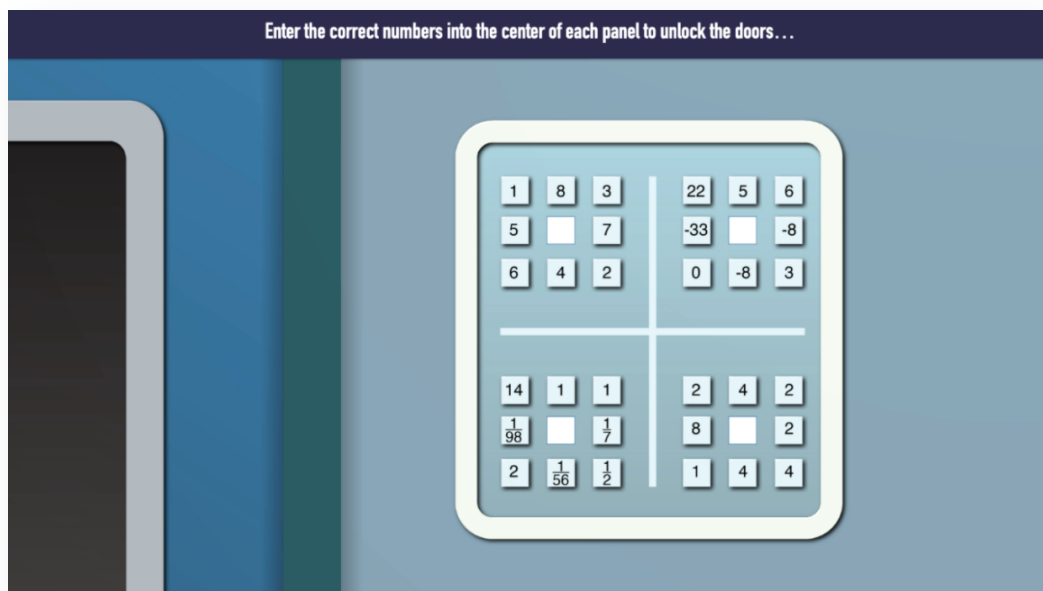 Enter the correct numbers into the center of each panel to unlock the doors...
1 8 3 22 5 6
5 7 -33 -8
6 4 2 0 -8 3
14 1 1 2 4 2
1/98 1/7 8 2
2 1/56 1/2 1 4 4